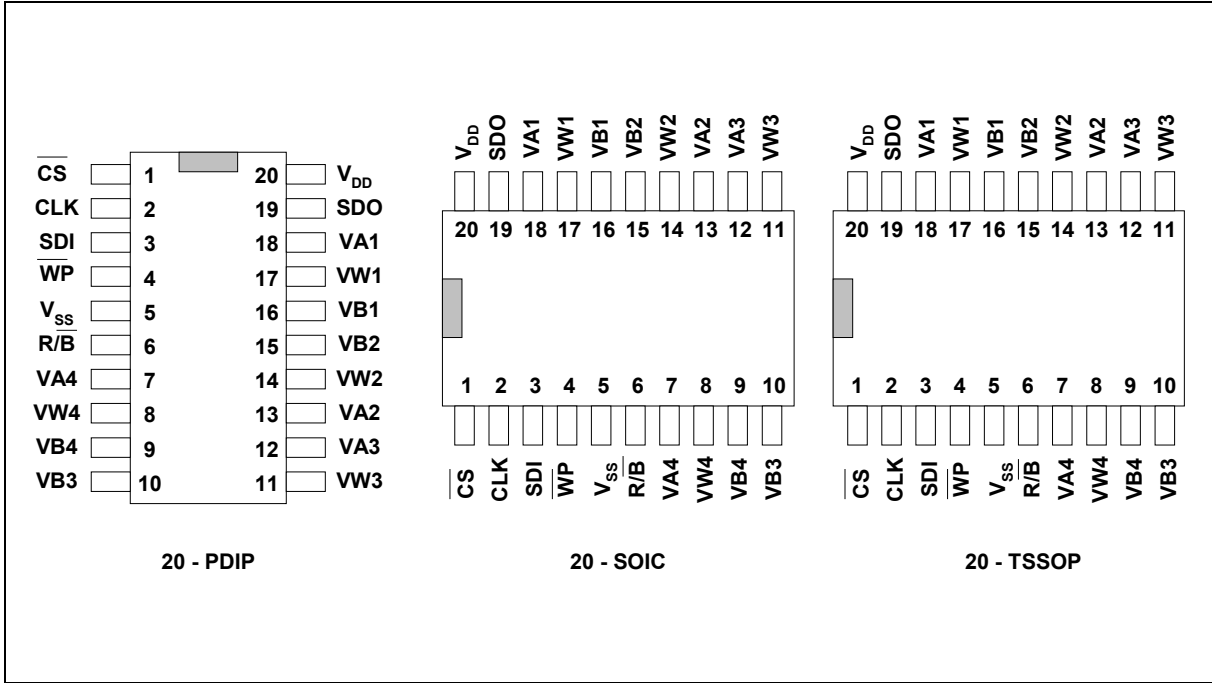 CS 1 20 VDD
CLK 2 19 SDO
SDI 3 18 VA1
WP 4 17 VW1
VSS 5 16 VB1
R/B 6 15 VB2
VA4 7 14 VW2
VW4 8 13 VA2
VB4 9 12 VA3
VB3 10 11 VW3
20 - PDIP
VDD SDO VA1 VW1 VB1 VB2 VW2 VA2 VA3 VW3
20 19 18 17 16 15 14 13 12 11
1 2 3 4 5 6 7 8 9 10
CS CLK SDI WP VSS R/B VA4 VW4 VB4 VB3
20 - SOIC
VDD SDO VA1 VW1 VB1 VB2 VW2 VA2 VA3 VW3
20 19 18 17 16 15 14 13 12 11
1 2 3 4 5 6 7 8 9 10
CS CLK SDI WP VSS R/B VA4 VW4 VB4 VB3
20 - TSSOP